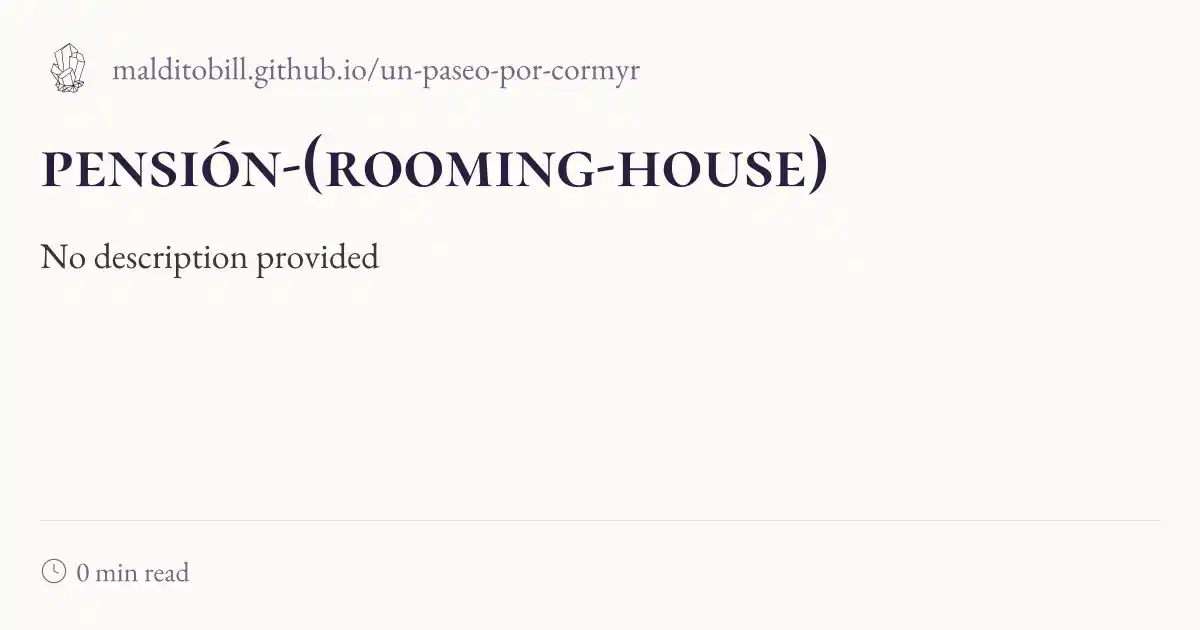 malditobill.github.io/un-paseo-por-cormyr
pensión-(rooming-house)
No description provided
0 min read